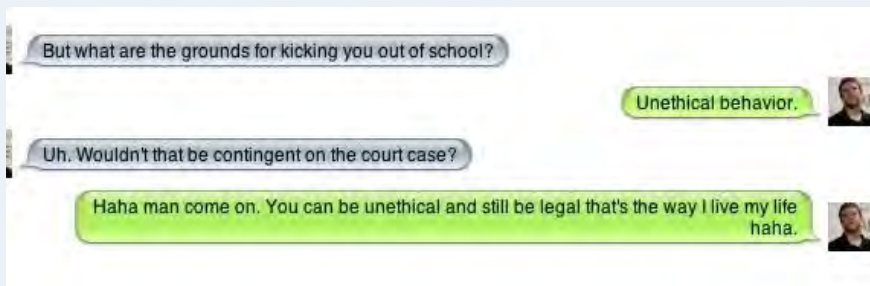 But what are the grounds for kicking you out of school?
Unethical behavior.
Uh. Wouldn't that be contingent on the court case?
Haha man come on. You can be unethical and still be legal that's the way I live my life
haha.